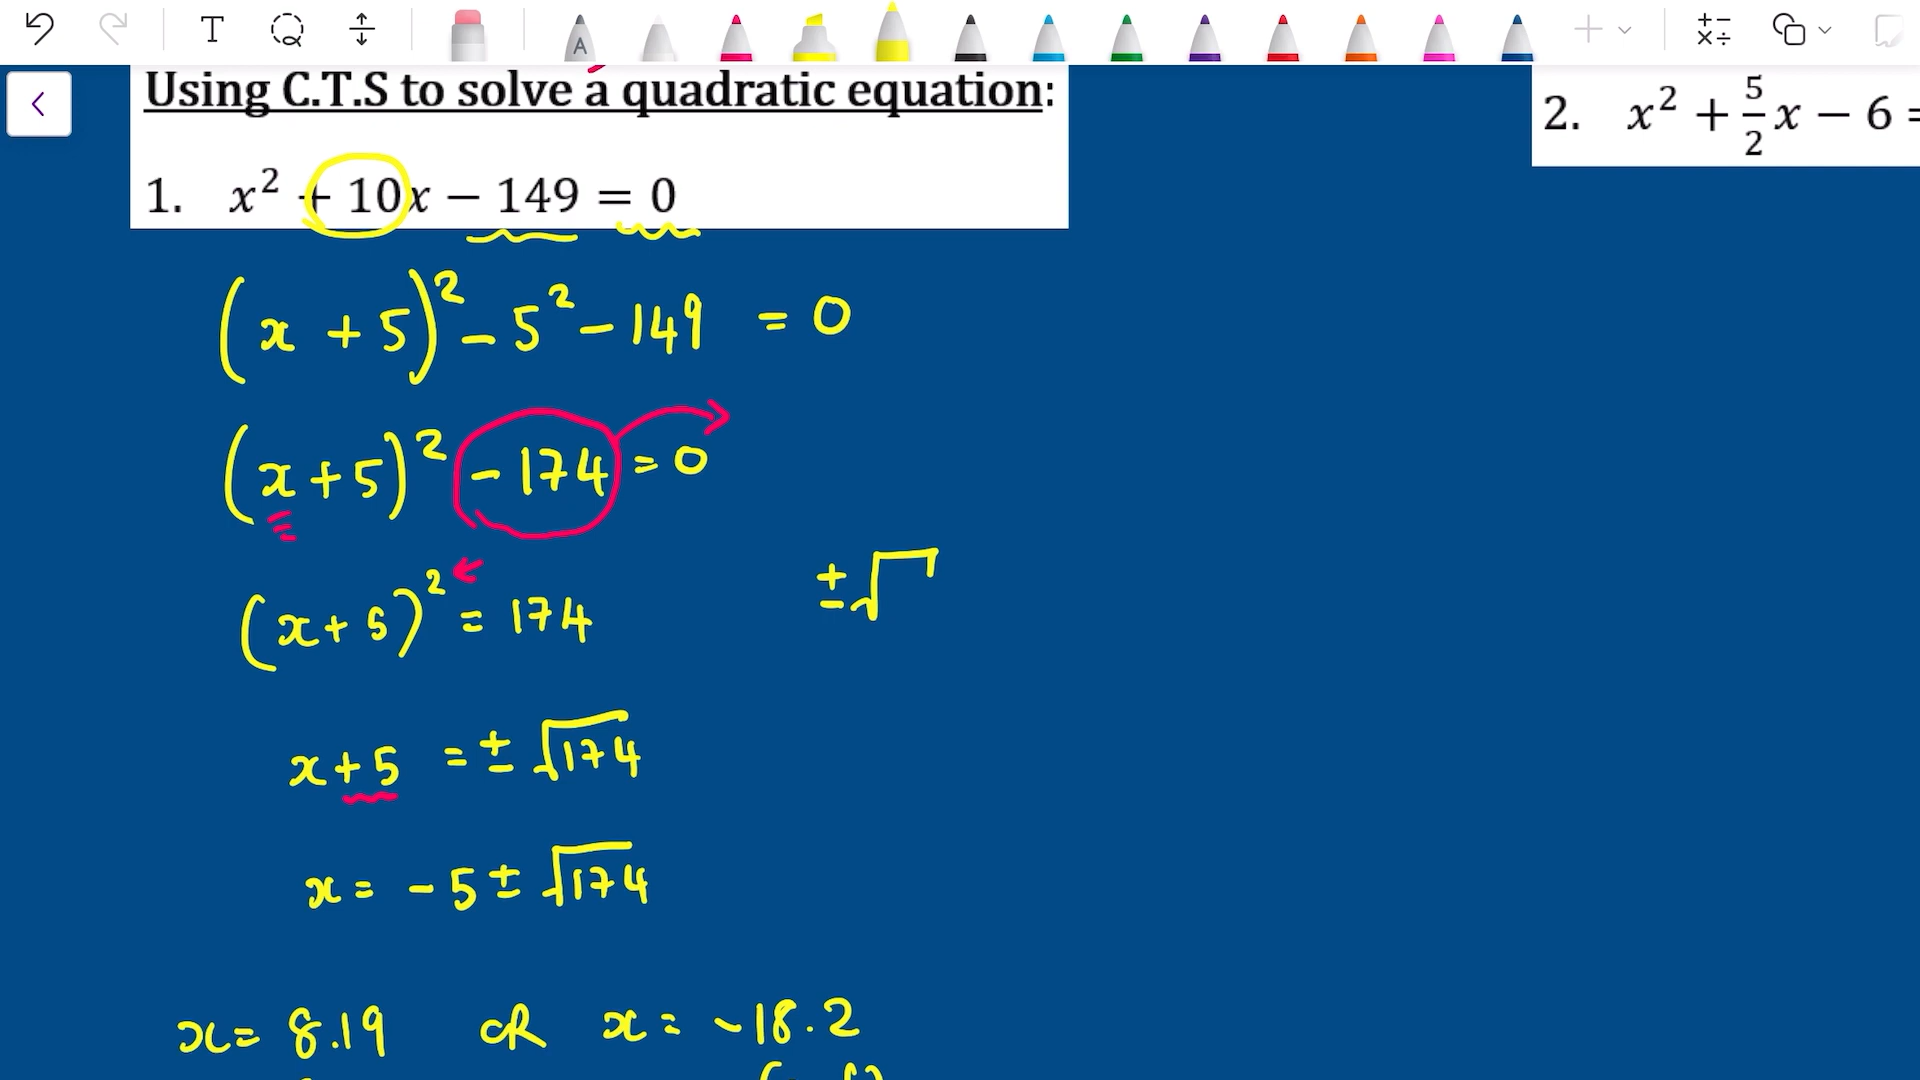 Using C.T.S to solve a quadratic equation:
1. x² + 10x − 149 = 0
2. x² + 5/2 x − 6 =
(x + 5)² − 5² − 149 = 0
(x + 5)² − 174 = 0
(x + 5)² = 174
± √
x + 5 = ± √174
x = − 5 ± √174
x = 8.19 OR x = −18.2